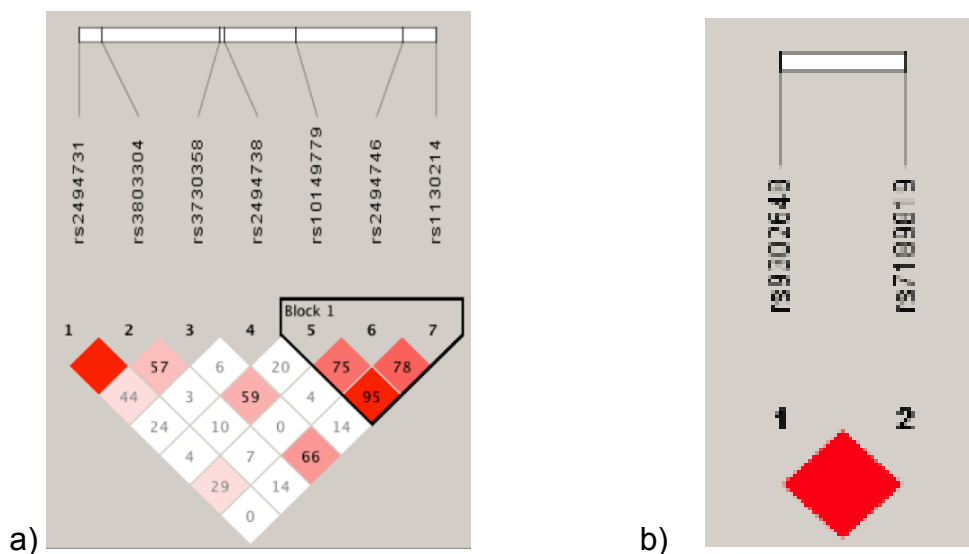 rs2494731
rs3803304
rs3730358
rs2494738
rs10149779
rs2494746
rs1130214
Block 1
1 2 3 4 5 6 7
57 6 20 75 78
44 3 59 4 95
24 10 0 14
4 7 66
29 14
0
a)
rs7189819
1 2
b)